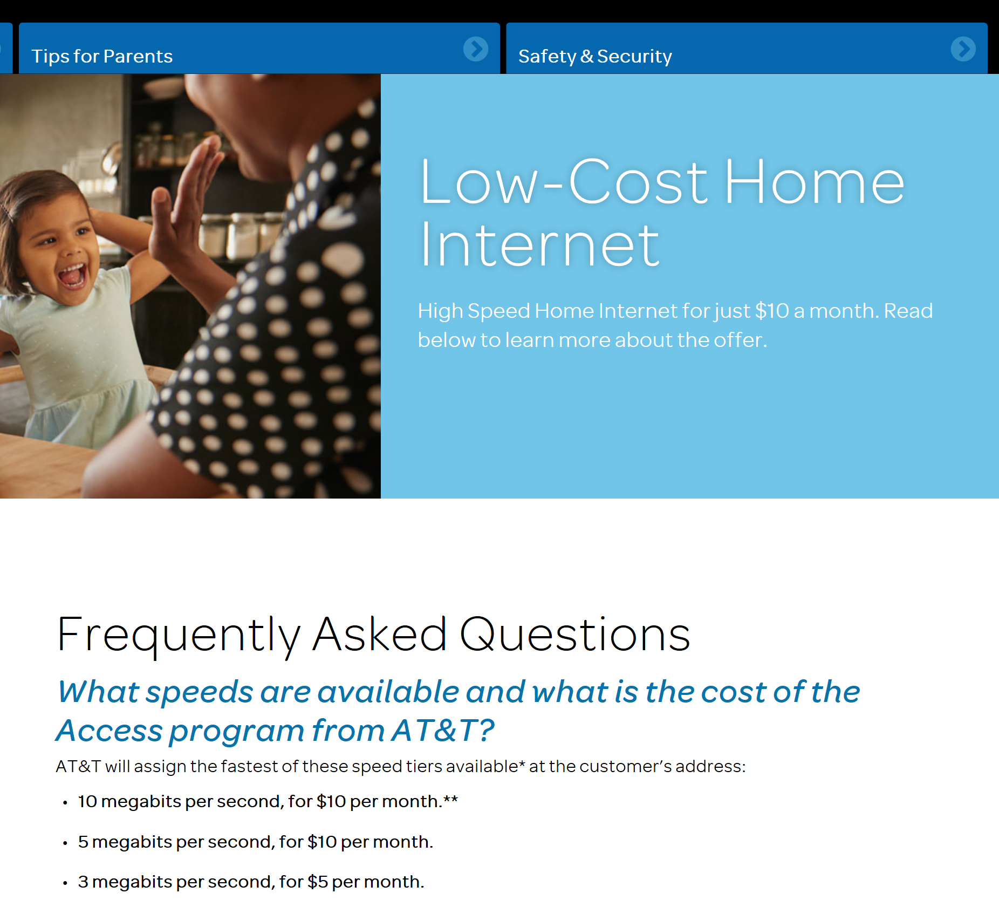 Tips for Parents
Safety & Security
Low-Cost Home
Internet
High Speed Home Internet for just $10 a month. Read
below to learn more about the offer.
Frequently Asked Questions
What speeds are available and what is the cost of the
Access program from AT&T?
AT&T will assign the fastest of these speed tiers available* at the customer's address:
• 10 megabits per second, for $10 per month.**
• 5 megabits per second, for $10 per month.
• 3 megabits per second, for $5 per month.